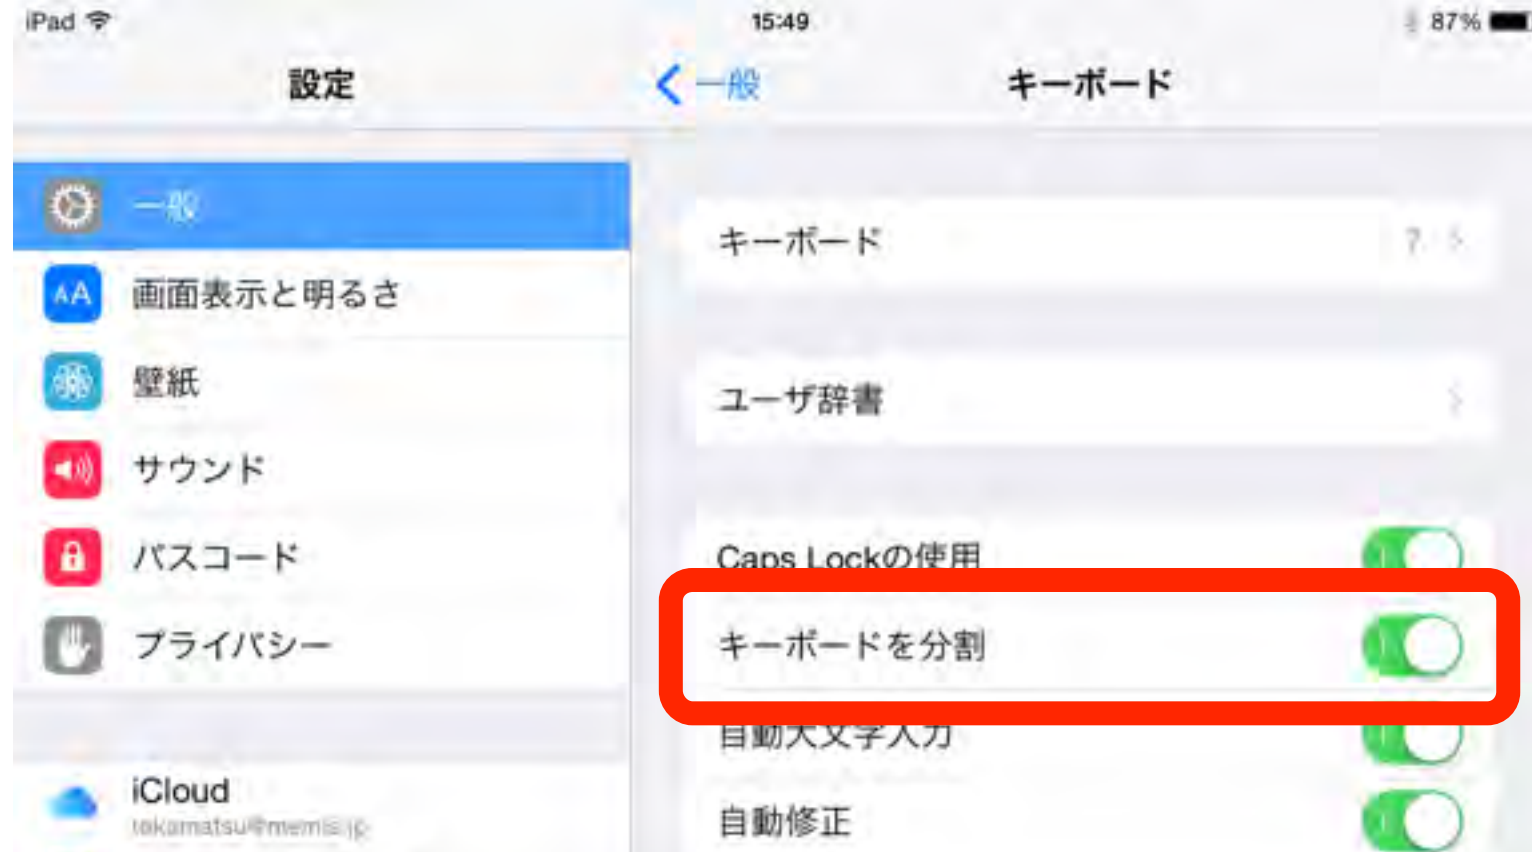 iPad
15:49
87%
設定
一般
キーボード
一般
画面表示と明るさ
壁紙
サウンド
パスコード
プライバシー
iCloud
キーボード
7
ユーザ辞書
Caps Lockの使用
キーボードを分割
自動大文字入力
自動修正